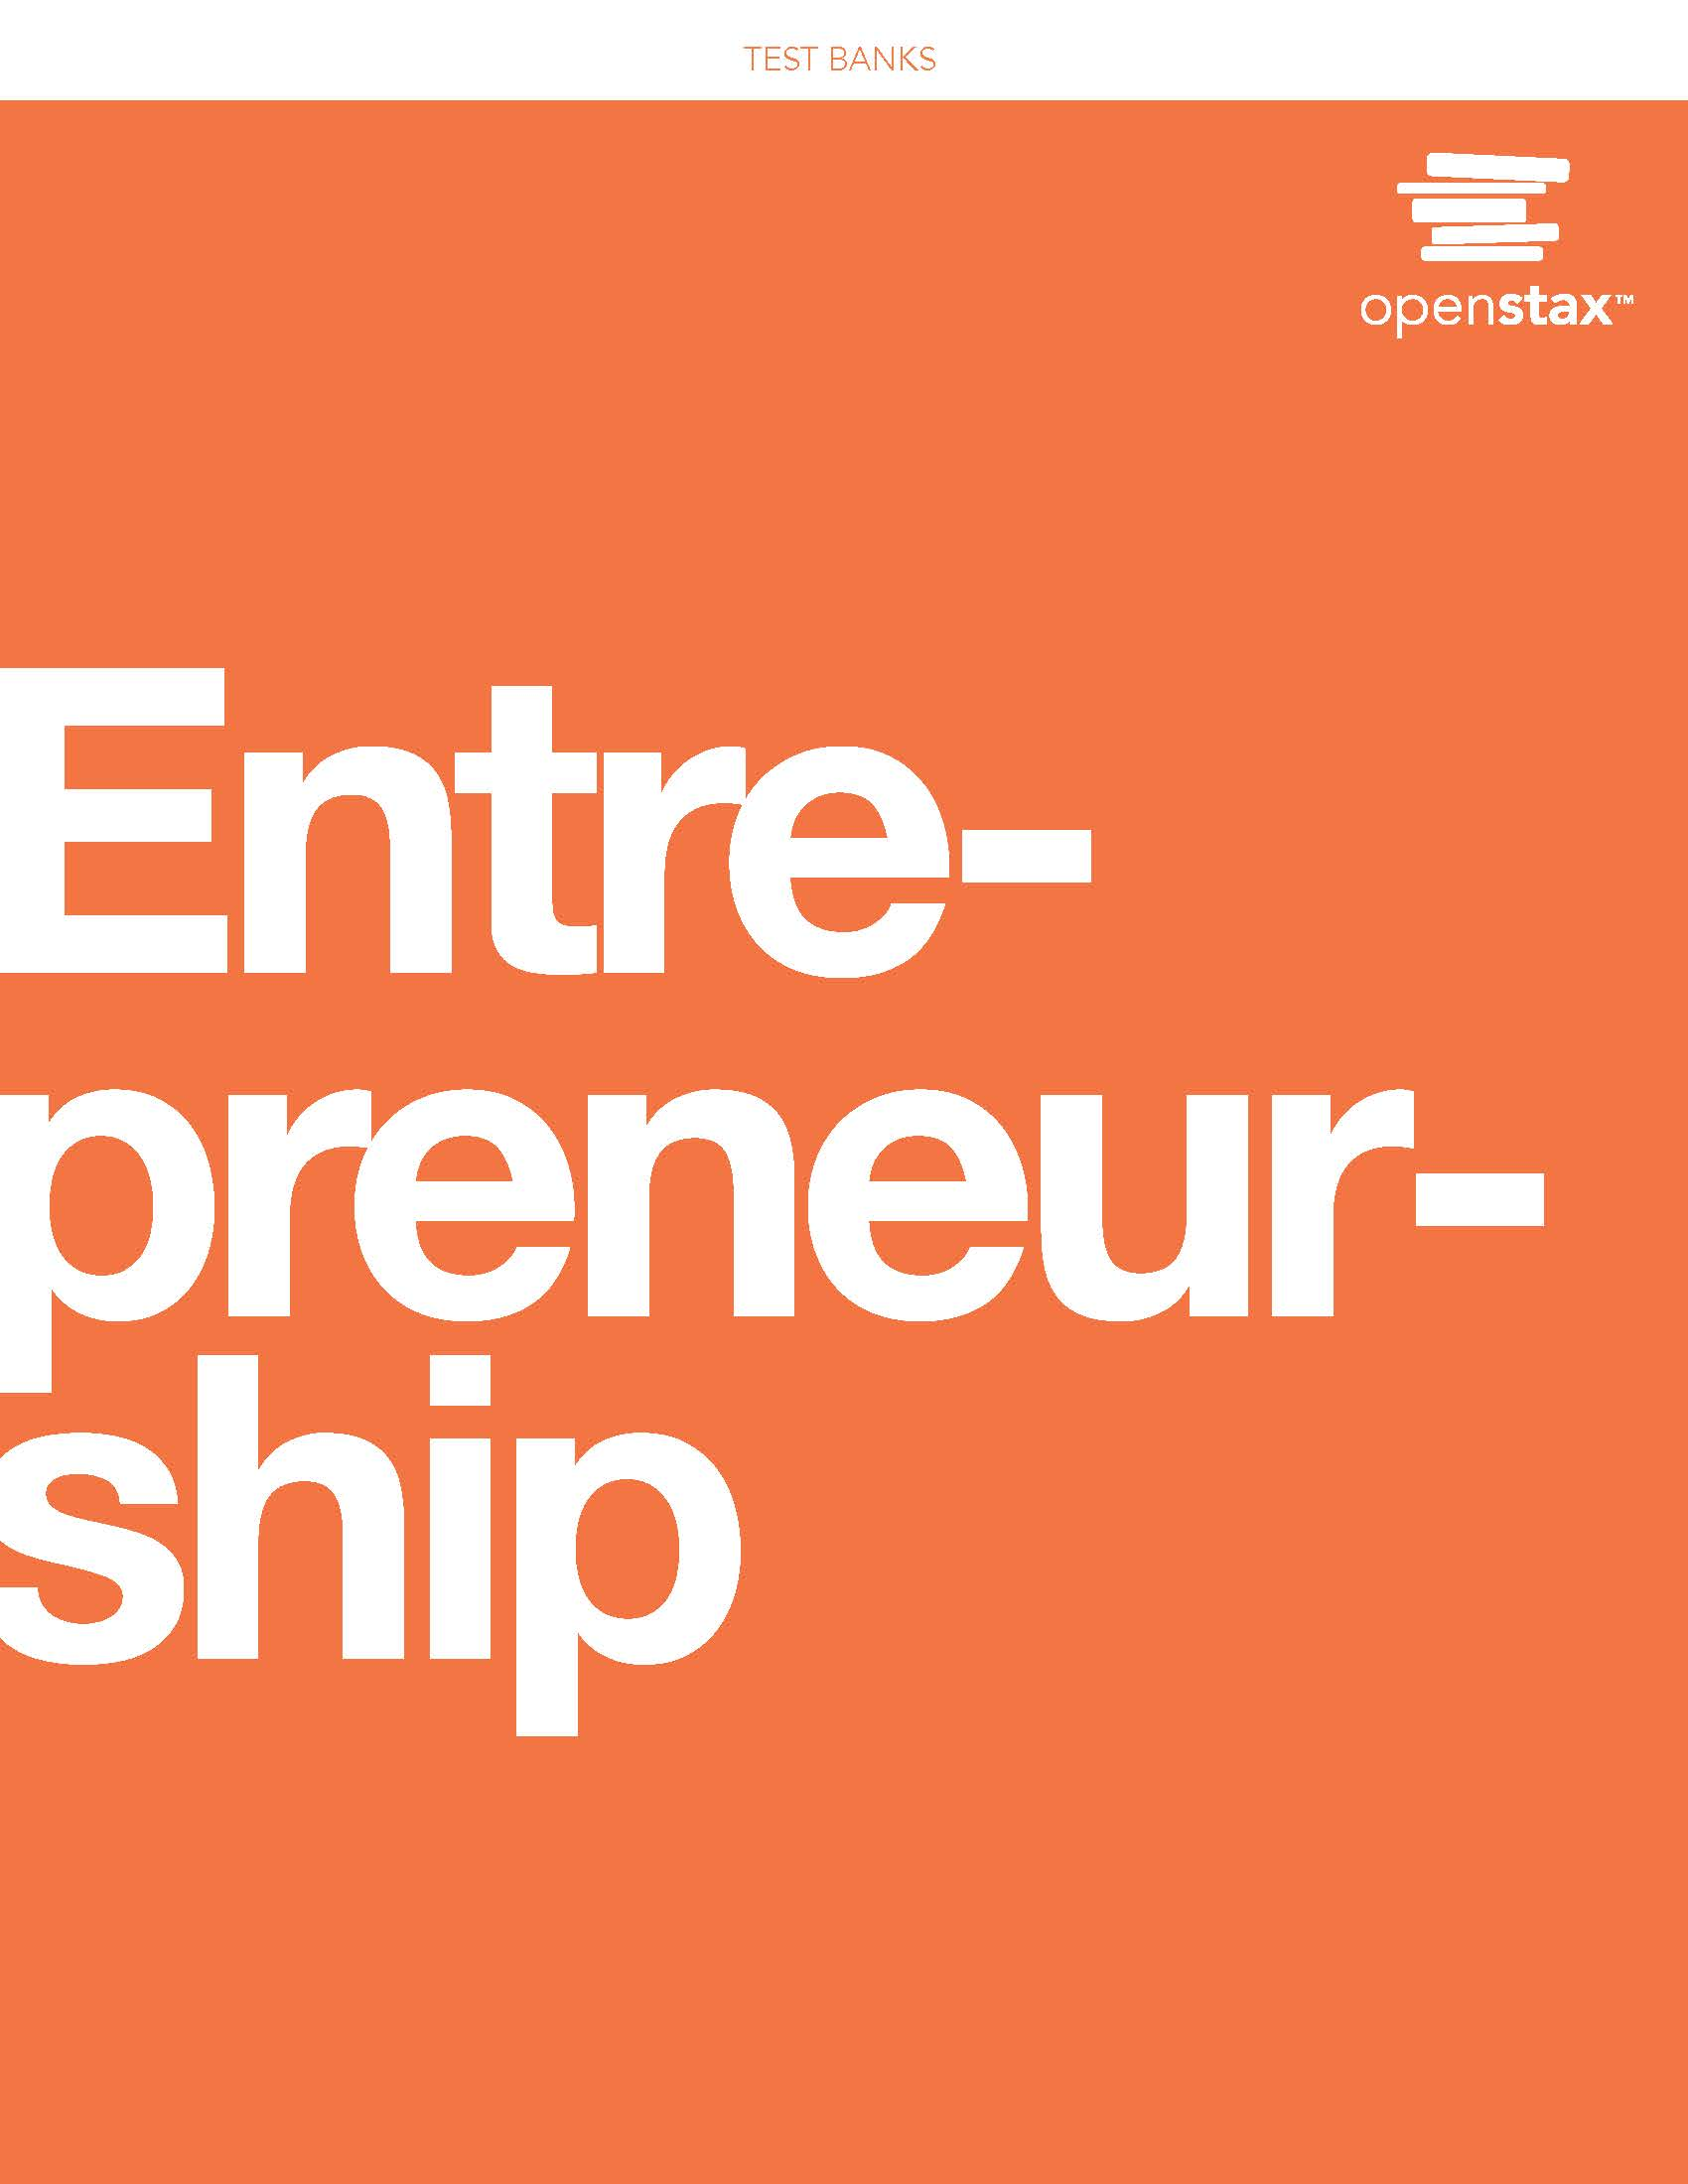 TEST BANKS
openstax™
Entre-
preneur-
ship